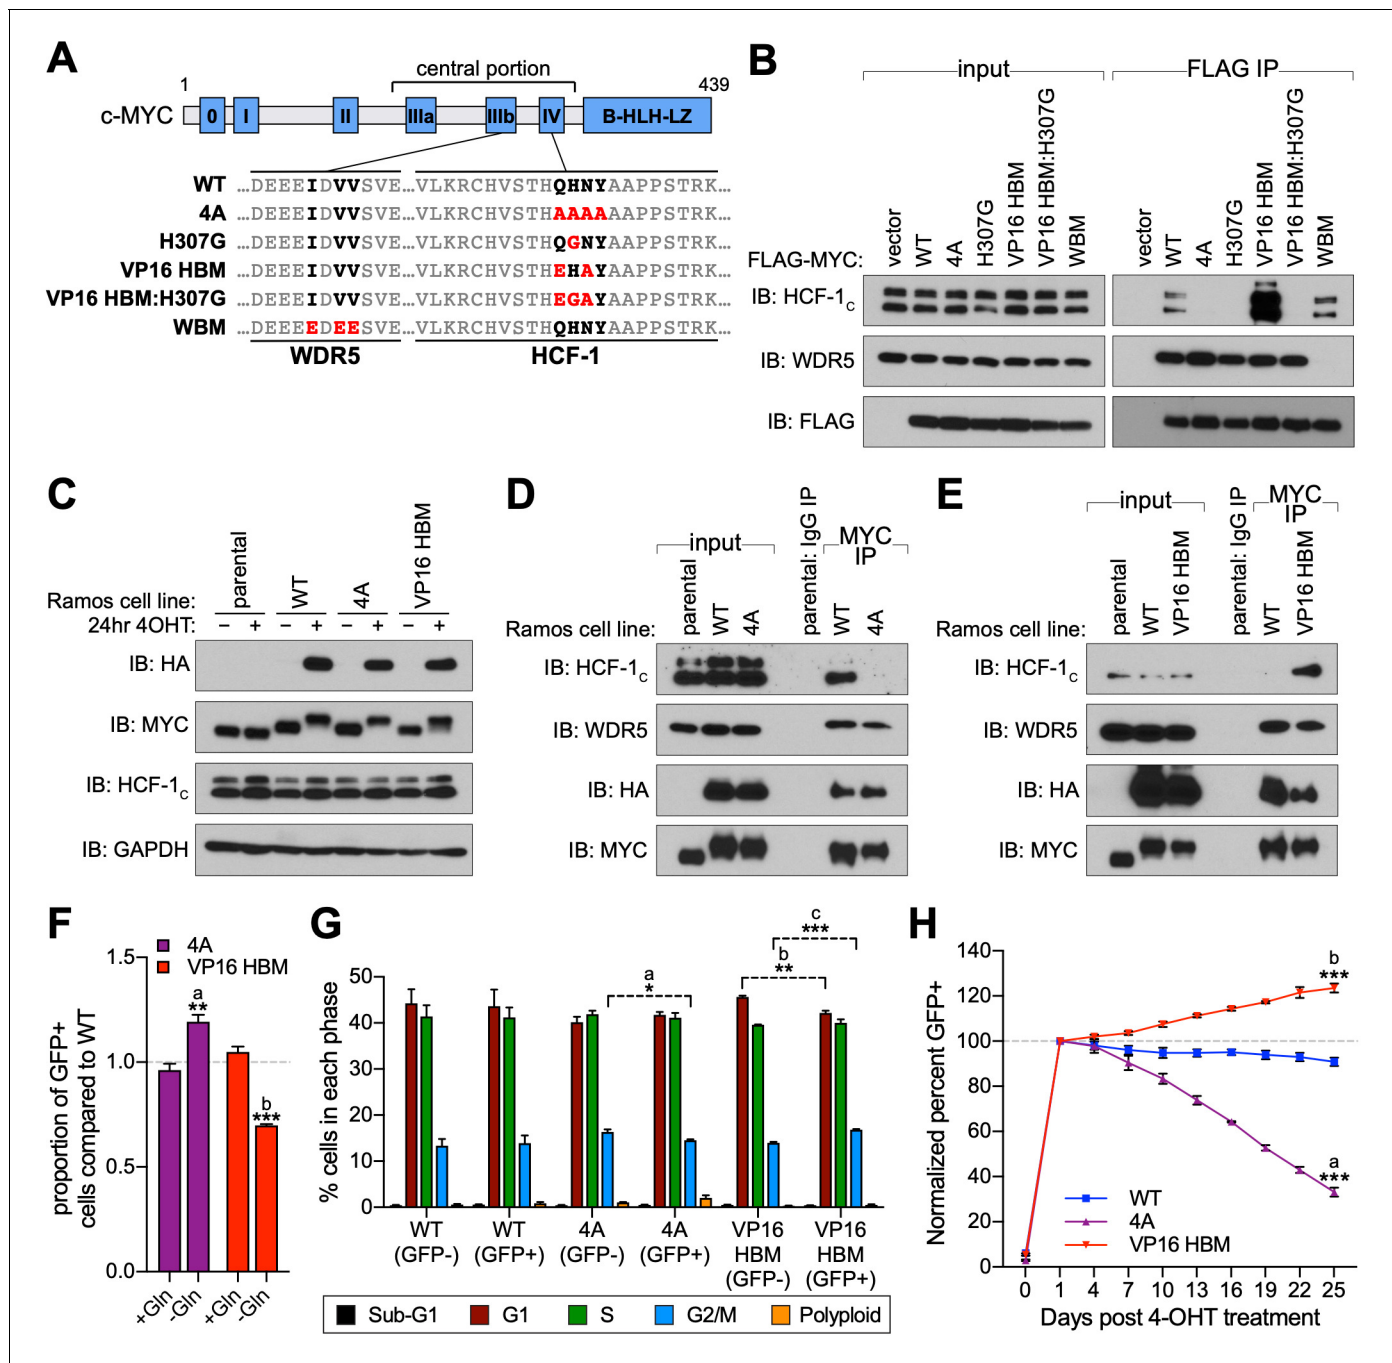 A
central portion
1
439
c-MYC
0
I
II
IIIa
IIIb
IV
B-HLH-LZ
WT …DEEEIDVVSVE…VLKRCHVSTHQHNYAAPPSTRK…
4A …DEEEIDVVSVE…VLKRCHVSTHAAAAAAPPSTRK…
H307G …DEEEIDVVSVE…VLKRCHVSTHQGNYAAPPSTRK…
VP16 HBM …DEEEIDVVSVE…VLKRCHVSTHEHAYAAPPSTRK…
VP16 HBM:H307G …DEEEIDVVSVE…VLKRCHVSTHEGAYAAPPSTRK…
WBM …DEEEEDEESVE…VLKRCHVSTHQHNYAAPPSTRK…
WDR5
HCF-1
B
input
FLAG IP
FLAG-MYC:
vector
WT
4A
H307G
VP16 HBM
VP16 HBM:H307G
WBM
vector
WT
4A
H307G
VP16 HBM
VP16 HBM:H307G
WBM
IB: HCF-1C
IB: WDR5
IB: FLAG
C
parental
WT
4A
VP16 HBM
Ramos cell line:
24hr 4OHT: – + – + – + – +
IB: HA
IB: MYC
IB: HCF-1C
IB: GAPDH
D
input
parental: IgG IP
MYC
IP
Ramos cell line:
parental
WT
4A
WT
4A
IB: HCF-1C
IB: WDR5
IB: HA
IB: MYC
E
input
parental: IgG IP
MYC
IP
Ramos cell line:
parental
WT
VP16 HBM
WT
VP16 HBM
IB: HCF-1C
IB: WDR5
IB: HA
IB: MYC
F
4A
VP16 HBM
proportion of GFP+
cells compared to WT
1.5
1.0
0.5
0.0
a
**
b
***
+Gln
-Gln
+Gln
-Gln
G
% cells in each phase
50
40
30
20
10
0
a
*
b
**
c
***
WT
(GFP-)
WT
(GFP+)
4A
(GFP-)
4A
(GFP+)
VP16
HBM
(GFP-)
VP16
HBM
(GFP+)
Sub-G1
G1
S
G2/M
Polyploid
H
Normalized percent GFP+
140
120
100
80
60
40
20
0
b
***
a
***
WT
4A
VP16 HBM
0 1 4 7 10 13 16 19 22 25
Days post 4-OHT treatment